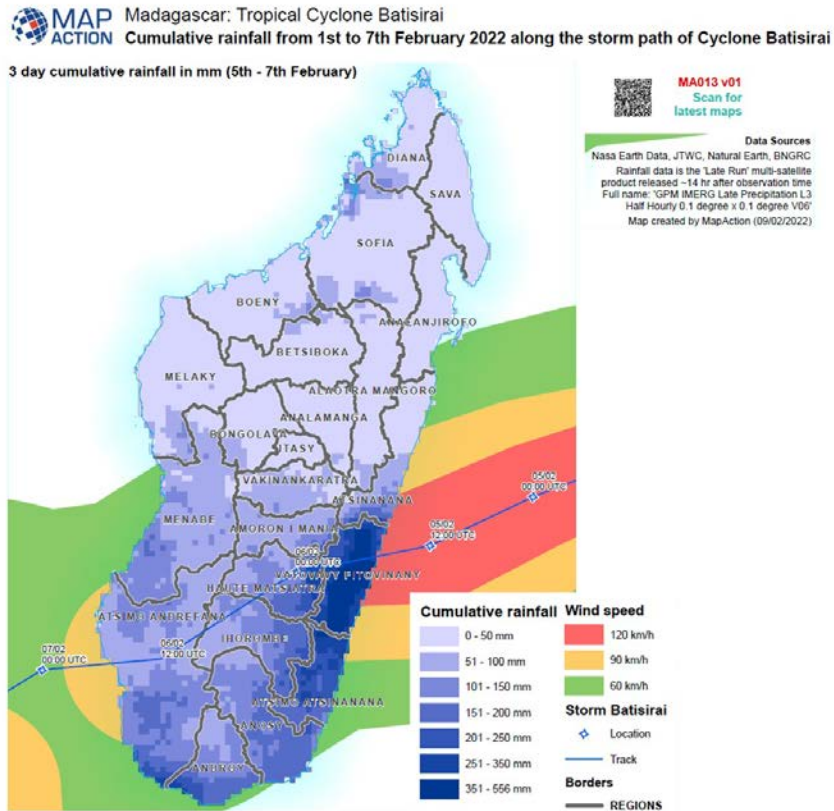 MAP
ACTION
Madagascar: Tropical Cyclone Batisirai
Cumulative rainfall from 1st to 7th February 2022 along the storm path of Cyclone Batisirai
3 day cumulative rainfall in mm (5th - 7th February)
MA013 v01
Scan for
latest maps
Data Sources
Nasa Earth Data, JTWC, Natural Earth, BNGRC
Rainfall data is the 'Late Run' multi-satellite
product released ~14 hr after observation time
Full name: 'GPM IMERG Late Precipitation L3
Half Hourly 0.1 degree x 0.1 degree V06'
Map created by MapAction (09/02/2022)
DIANA
SAVA
SOFIA
BOENY
ANALANJIROFO
BETSIBOKA
MELAKY
ALAOTRA MANGORO
ANALAMANGA
BONGOLAVA
ITASY
VAKINANKARATRA
05/02
00:00 UTC
ATSINANANA
MENABE
AMORON I MANIA
05/02
12:00 UTC
06/02
00:00 UTC
VATOVAVY FITOVINANY
HAUTE MATSIATRA
ATSIMO ANDREFANA
IHOROMBE
06/02
12:00 UTC
07/02
00:00 UTC
ATSIMO ATSINANANA
ANOSY
ANDROY
Cumulative rainfall
0 - 50 mm
51 - 100 mm
101 - 150 mm
151 - 200 mm
201 - 250 mm
251 - 350 mm
351 - 556 mm
Wind speed
120 km/h
90 km/h
60 km/h
Storm Batisirai
Location
Track
Borders
REGIONS